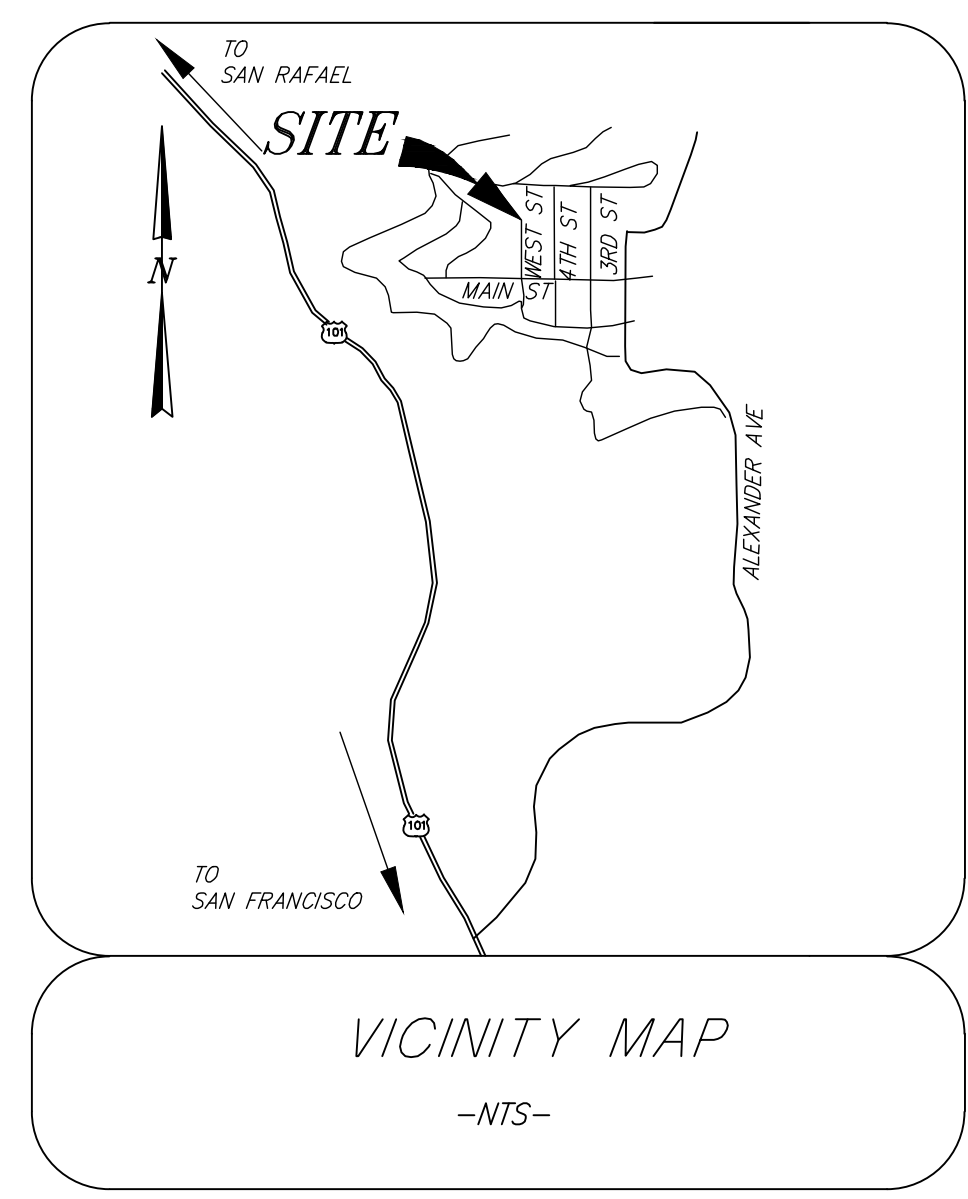 TO
SAN RAFAEL
SITE
N
WEST ST
4TH ST
3RD ST
MAIN ST
101
ALEXANDER AVE
101
TO
SAN FRANCISCO
VICINITY MAP
-NTS-